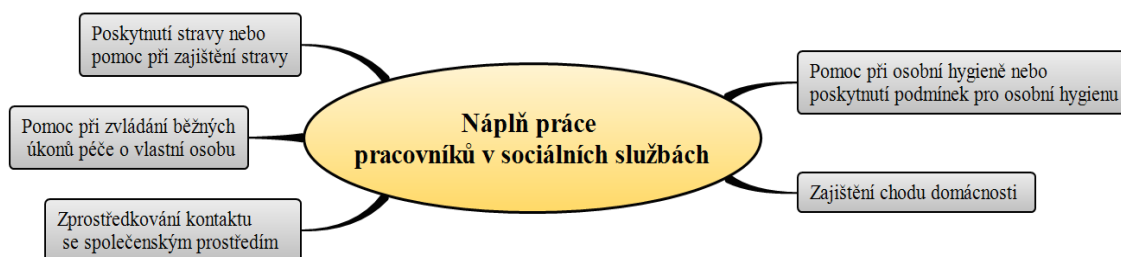 Poskytnutí stravy nebo
pomoc při zajištění stravy
Pomoc při zvládání běžných
úkonů péče o vlastní osobu
Zprostředkování kontaktu
se společenským prostředím
Náplň práce
pracovníků v sociálních službách
Pomoc při osobní hygieně nebo
poskytnutí podmínek pro osobní hygienu
Zajištění chodu domácnosti